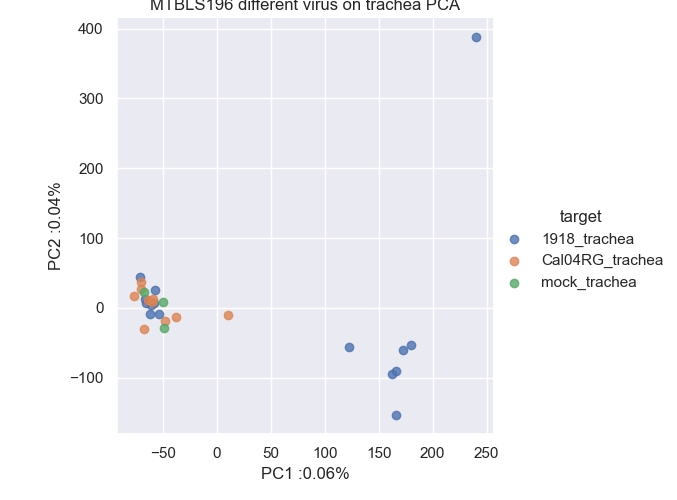 MTBLS196 different virus on trachea PCA
400
300
200
100
0
−100
PC2 :0.04%
−50
0
50
100
150
200
250
PC1 :0.06%
target
1918_trachea
Cal04RG_trachea
mock_trachea